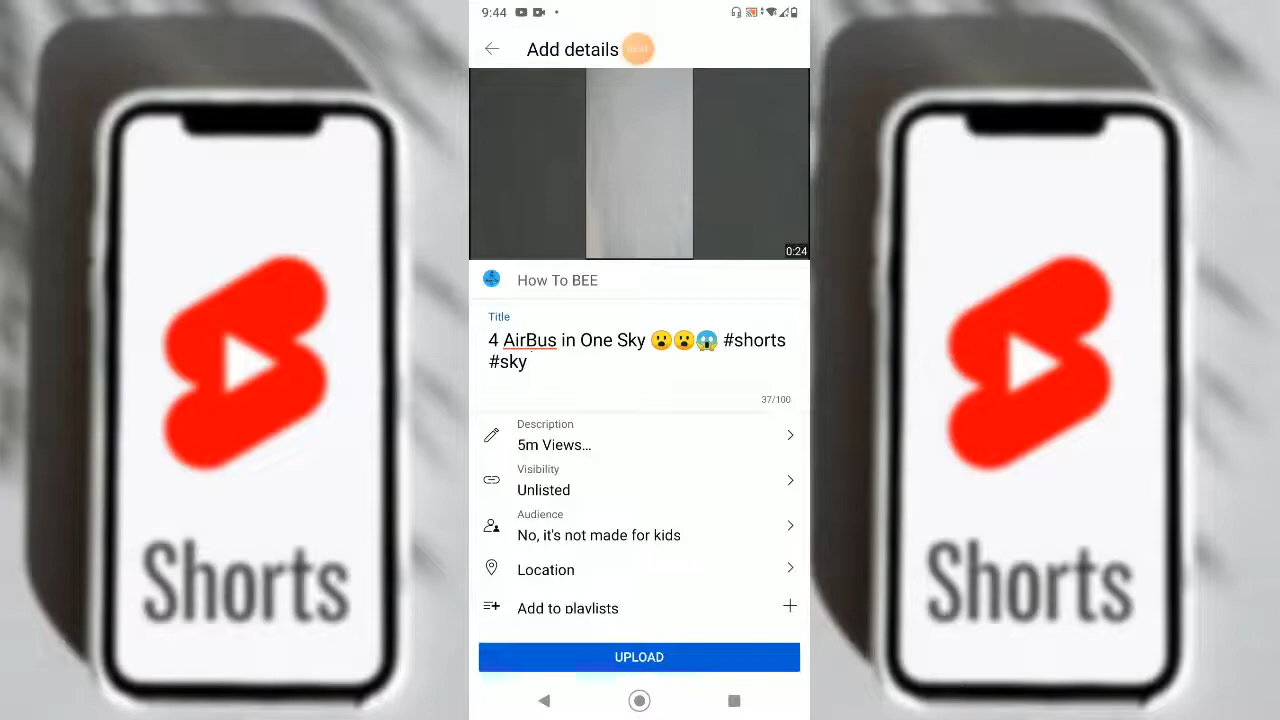 9:44
Add details
0:24
How To BEE
Title
4 AirBus in One Sky 😮😮😱 #shorts
#sky
37/100
Description
5m Views...
Visibility
Unlisted
Audience
No, it's not made for kids
Location
Add to playlists
UPLOAD
Shorts
Shorts